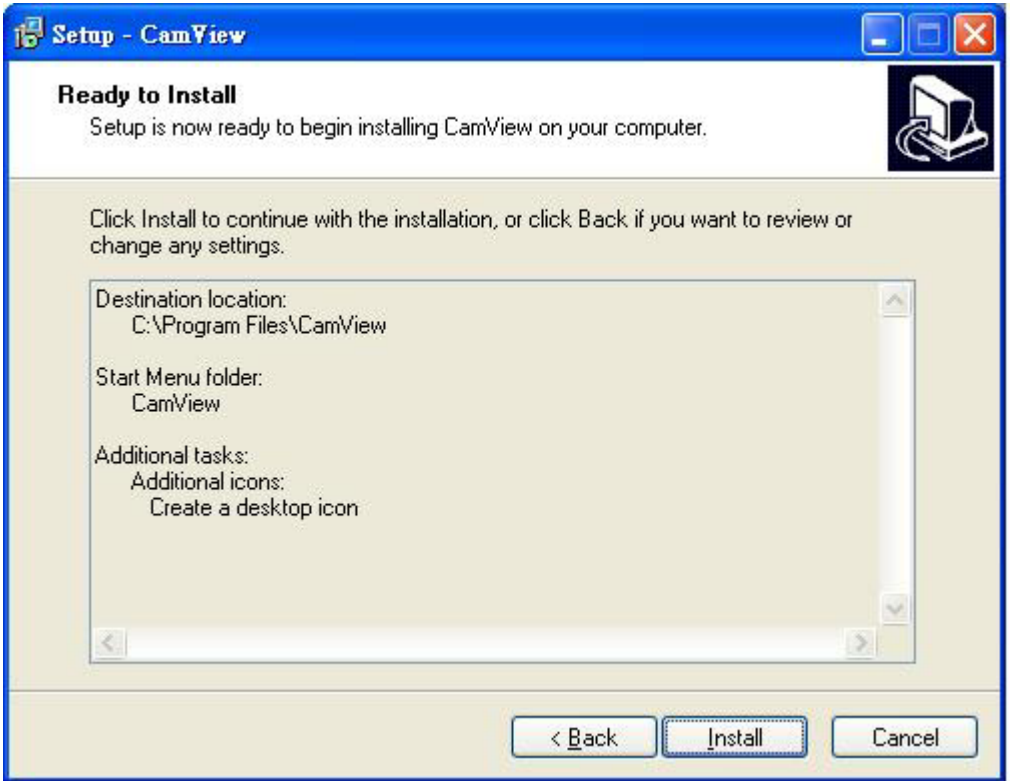 Setup - CamView
Ready to Install
Setup is now ready to begin installing CamView on your computer.
Click Install to continue with the installation, or click Back if you want to review or
change any settings.
Destination location:
C:\Program Files\CamView
Start Menu folder:
CamView
Additional tasks:
Additional icons:
Create a desktop icon
< Back
Install
Cancel